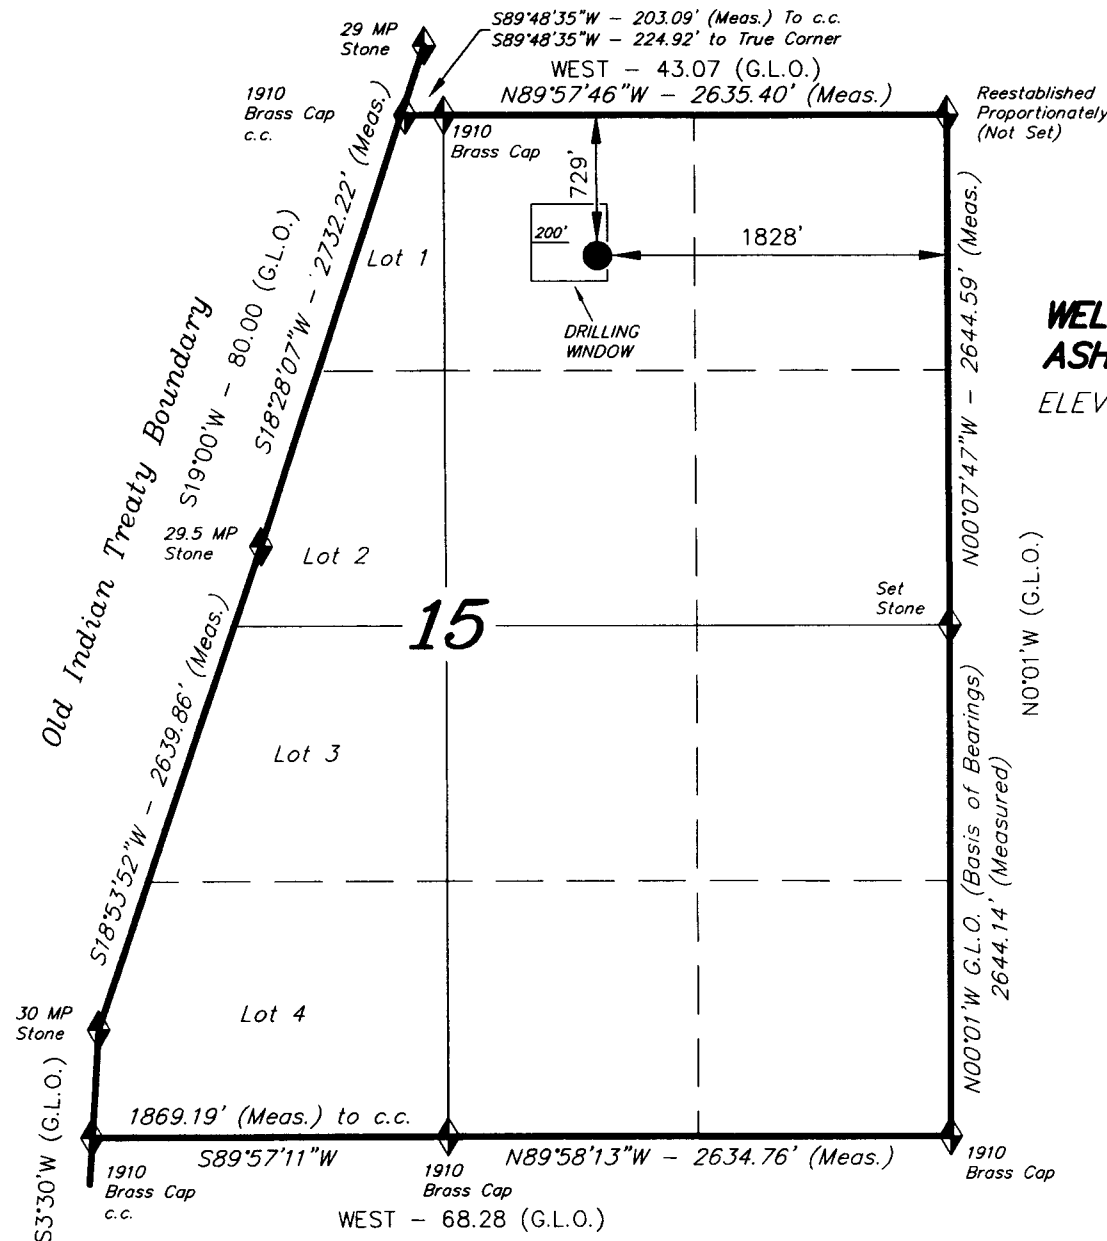 S89°48'35"W - 203.09' (Meas.) To c.c.
S89°48'35"W - 224.92' to True Corner
29 MP
Stone
WEST - 43.07 (G.L.O.)
N89°57'46"W - 2635.40' (Meas.)
1910
Brass Cap
c.c.
1910
Brass Cap
Reestablished
Proportionately
(Not Set)
729'
200'
1828'
DRILLING
WINDOW
Lot 1
S18°28'07"W - 2732.22' (Meas.)
S19°00'W - 80.00 (G.L.O.)
Old Indian Treaty Boundary
N00°07'47"W - 2644.59' (Meas.)
WEL
ASH
ELEV
29.5 MP
Stone
Lot 2
15
Set
Stone
N0°01'W (G.L.O.)
S18°53'52"W - 2639.86' (Meas.)
Lot 3
N00°01'W G.L.O. (Basis of Bearings)
2644.14' (Measured)
30 MP
Stone
Lot 4
S3°30'W (G.L.O.)
1869.19' (Meas.) to c.c.
S89°57'11"W
N89°58'13"W - 2634.76' (Meas.)
1910
Brass Cap
c.c.
1910
Brass Cap
1910
Brass Cap
WEST - 68.28 (G.L.O.)